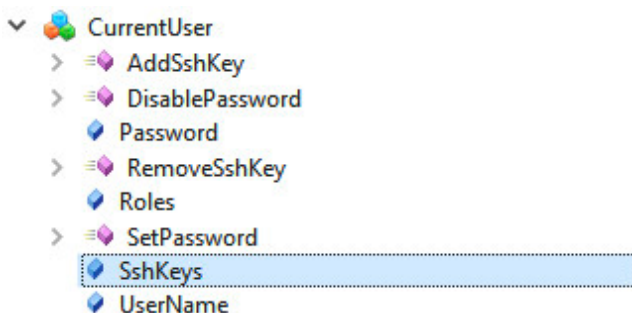 CurrentUser
AddSshKey
DisablePassword
Password
RemoveSshKey
Roles
SetPassword
SshKeys
UserName